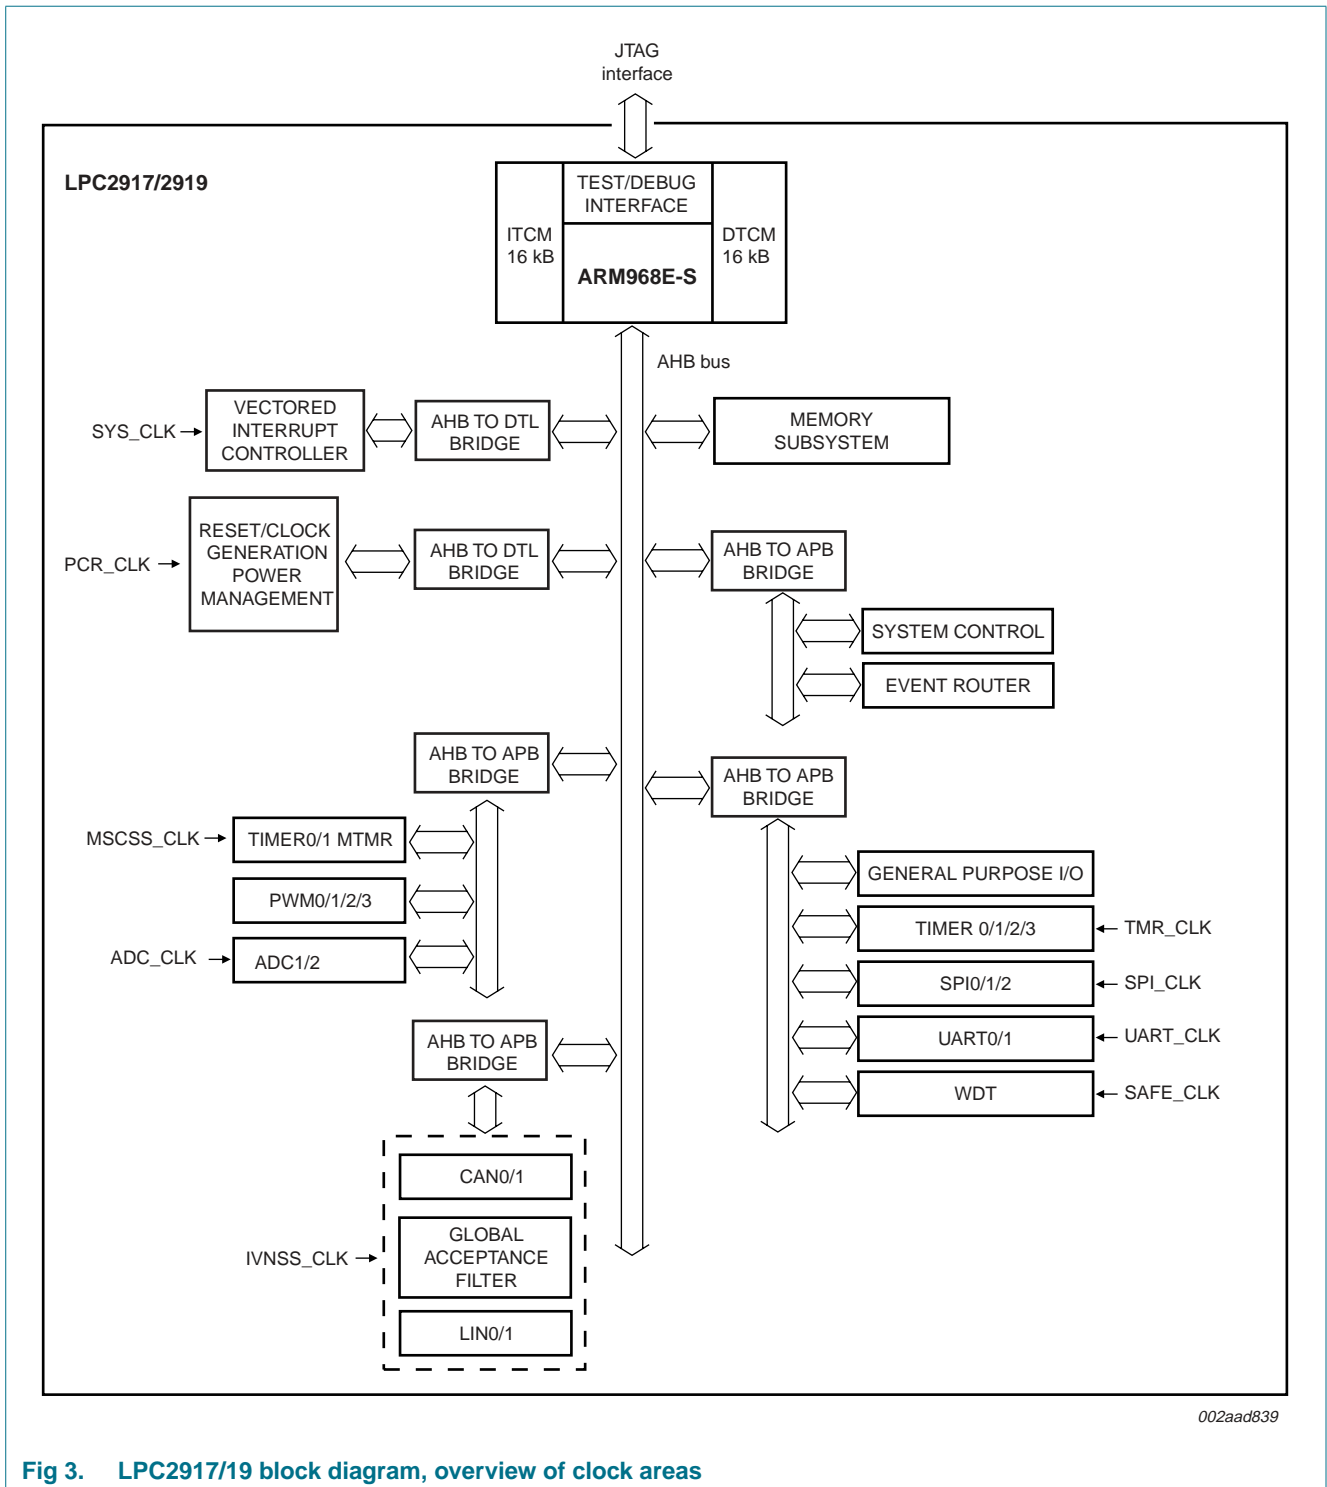 JTAG
interface
LPC2917/2919
TEST/DEBUG
INTERFACE
ITCM
16 kB
DTCM
16 kB
ARM968E-S
AHB bus
SYS_CLK
VECTORED
INTERRUPT
CONTROLLER
AHB TO DTL
BRIDGE
MEMORY
SUBSYSTEM
PCR_CLK
RESET/CLOCK
GENERATION
POWER
MANAGEMENT
AHB TO DTL
BRIDGE
AHB TO APB
BRIDGE
SYSTEM CONTROL
EVENT ROUTER
AHB TO APB
BRIDGE
AHB TO APB
BRIDGE
MSCSS_CLK
TIMER0/1 MTMR
PWM0/1/2/3
ADC_CLK
ADC1/2
GENERAL PURPOSE I/O
TIMER 0/1/2/3
TMR_CLK
SPI0/1/2
SPI_CLK
UART0/1
UART_CLK
WDT
SAFE_CLK
AHB TO APB
BRIDGE
CAN0/1
IVNSS_CLK
GLOBAL
ACCEPTANCE
FILTER
LIN0/1
002aad839
Fig 3. LPC2917/19 block diagram, overview of clock areas